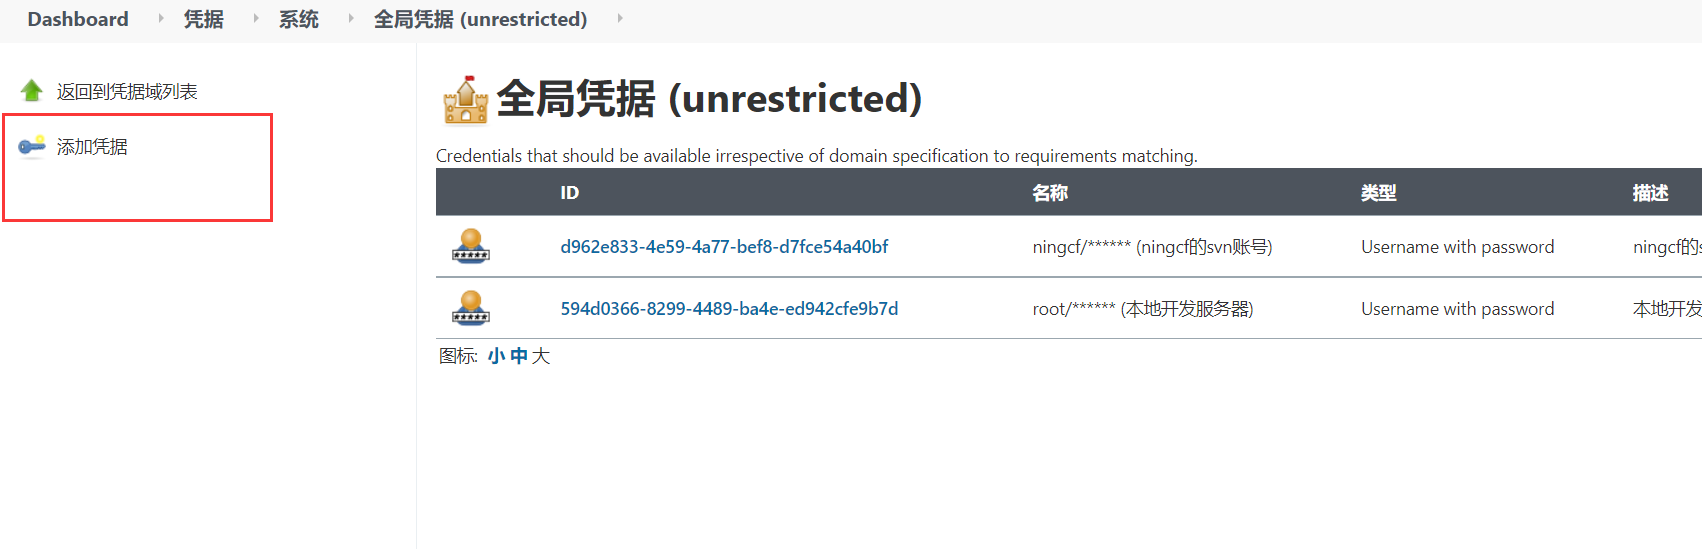 Dashboard 凭据 系统 全局凭据 (unrestricted)
返回到凭据域列表
添加凭据
全局凭据 (unrestricted)
Credentials that should be available irrespective of domain specification to requirements matching.
ID 名称 类型 描述
d962e833-4e59-4a77-bef8-d7fce54a40bf ningcf/****** (ningcf的svn账号) Username with password ningcf的
594d0366-8299-4489-ba4e-ed942cfe9b7d root/****** (本地开发服务器) Username with password 本地开发
图标: 小 中 大